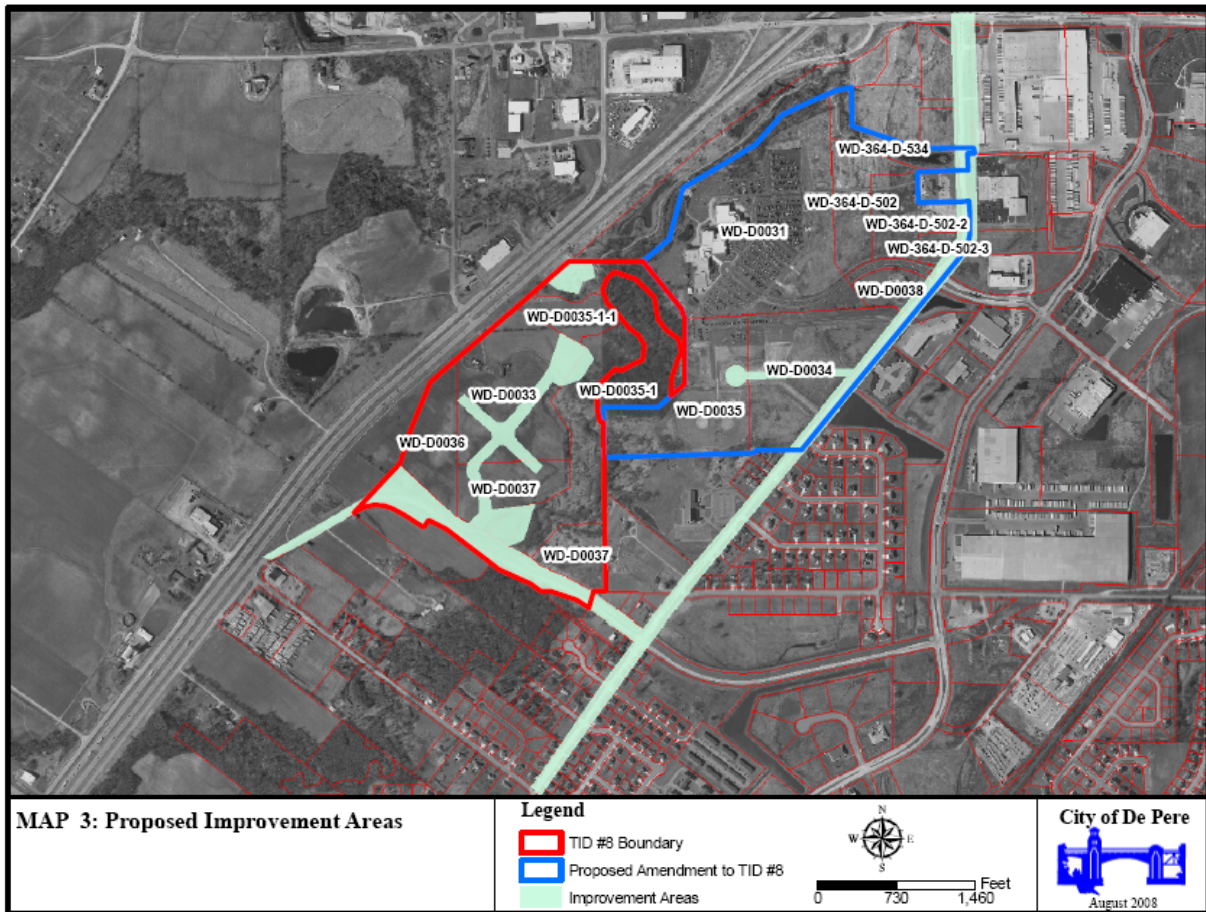 WD-364-D-534
WD-364-D-502
WD-364-D-502-2
WD-D0031
WD-364-D-502-3
WD-D0038
WD-D0035-1-1
WD-D0034
WD-D0033
WD-D0035-1
WD-D0035
WD-D0036
WD-D0037
WD-D0037
MAP 3: Proposed Improvement Areas
Legend
TID #8 Boundary
Proposed Amendment to TID #8
Improvement Areas
N
W E
S
Feet
0 730 1,460
City of De Pere
August 2008